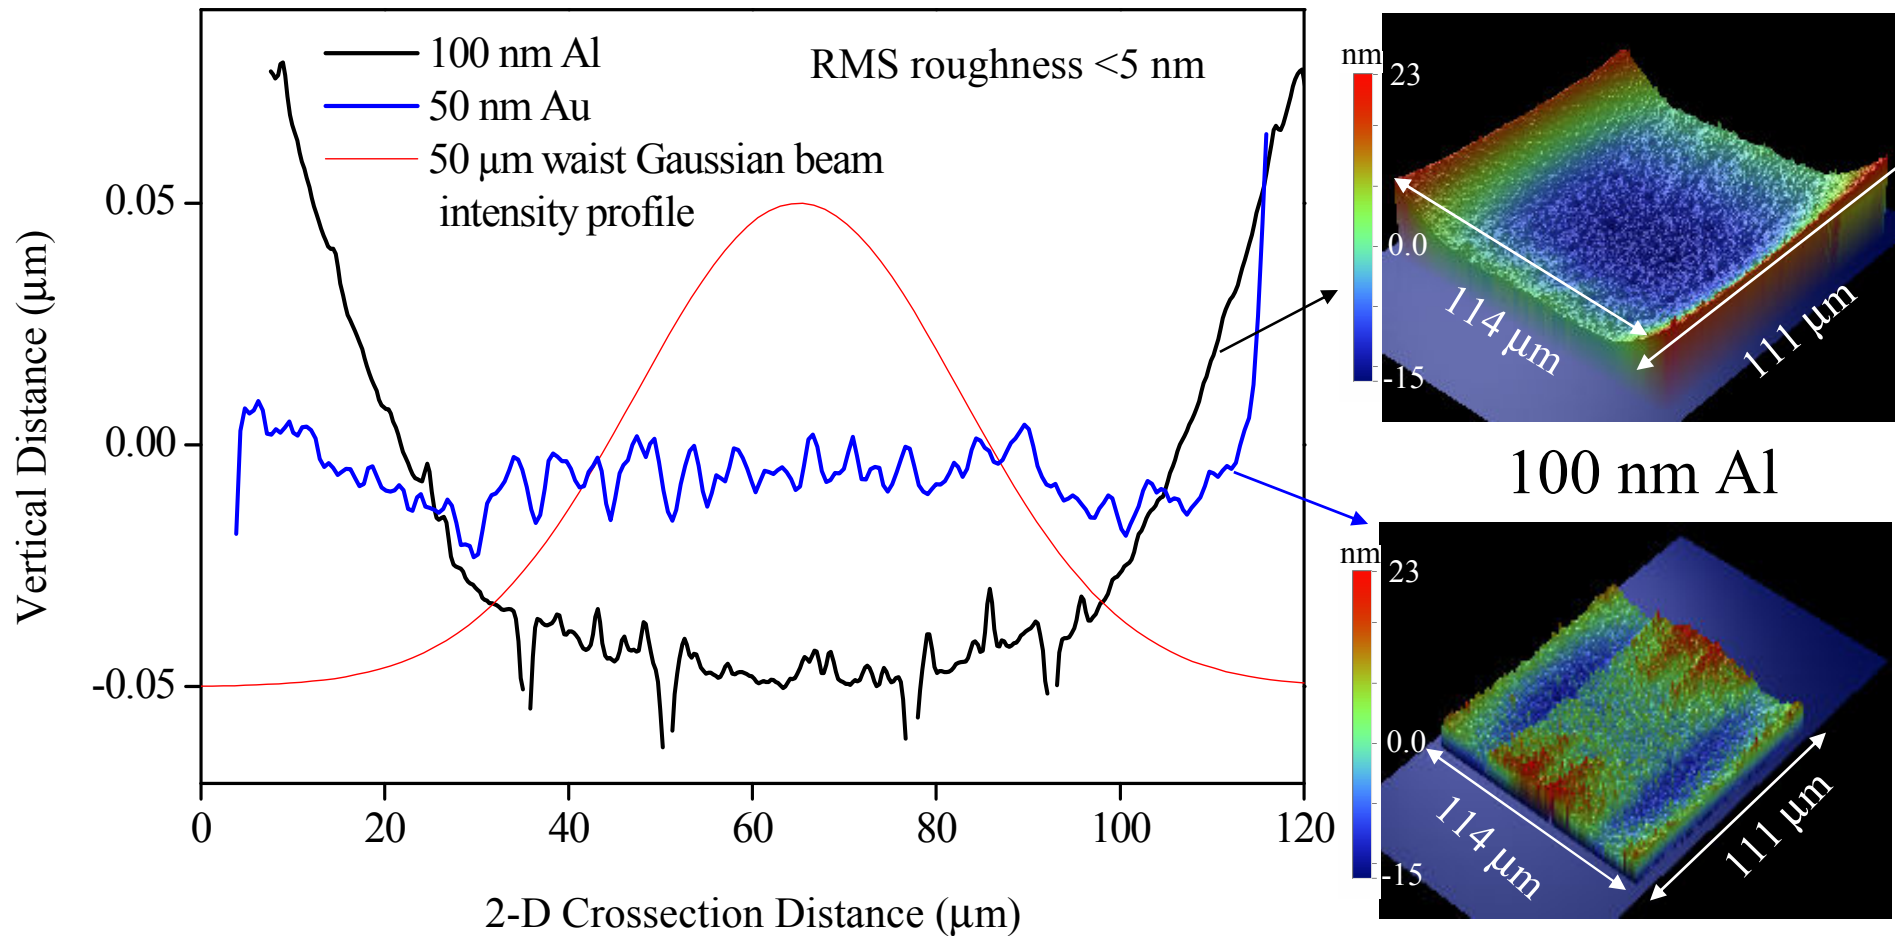 100 nm Al
50 nm Au
50 μm waist Gaussian beam
intensity profile
RMS roughness <5 nm
Vertical Distance (μm)
0.05
0.00
-0.05
0
20
40
60
80
100
120
2-D Crossection Distance (μm)
nm
23
0.0
-15
114 μm
111 μm
100 nm Al
nm
23
0.0
-15
114 μm
111 μm